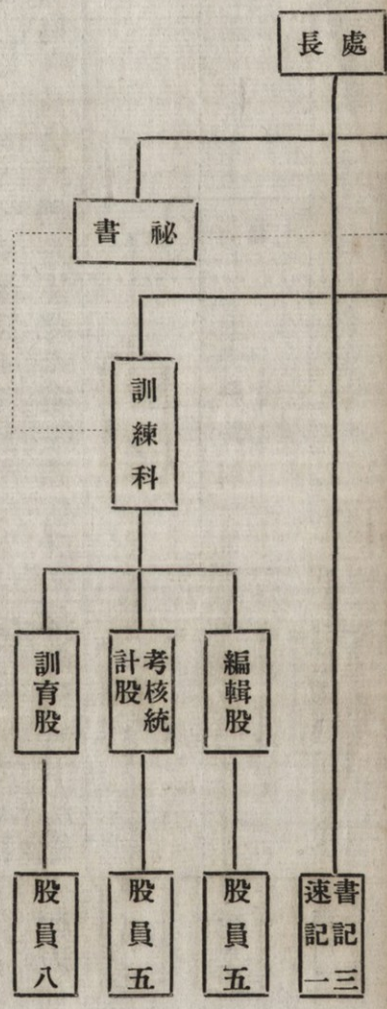 處長
祕書
訓練科
編輯股
考核統
計股
訓育股
書記三
速記一
股員五
股員五
股員八